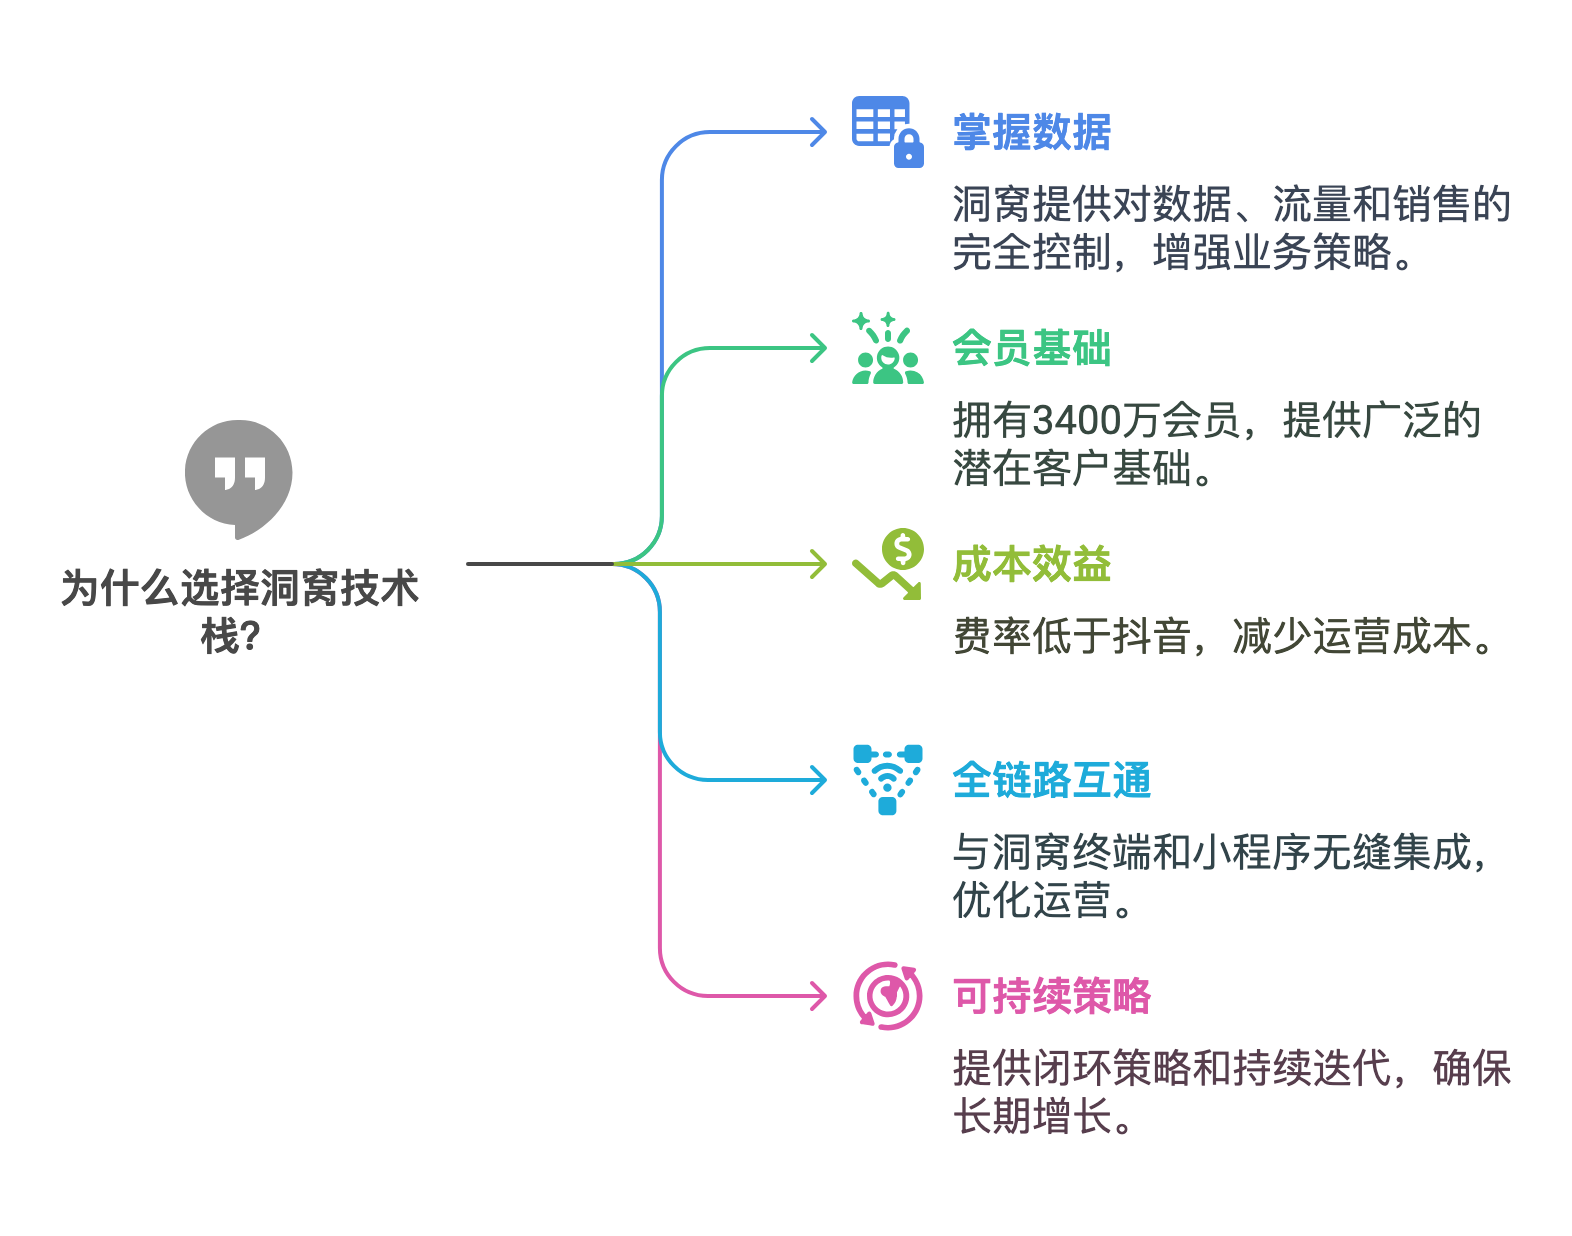 为什么选择洞窝技术
栈?
掌握数据
洞窝提供对数据、流量和销售的
完全控制，增强业务策略。
会员基础
拥有3400万会员，提供广泛的
潜在客户基础。
成本效益
费率低于抖音，减少运营成本。
全链路互通
与洞窝终端和小程序无缝集成，
优化运营。
可持续策略
提供闭环策略和持续迭代，确保
长期增长。